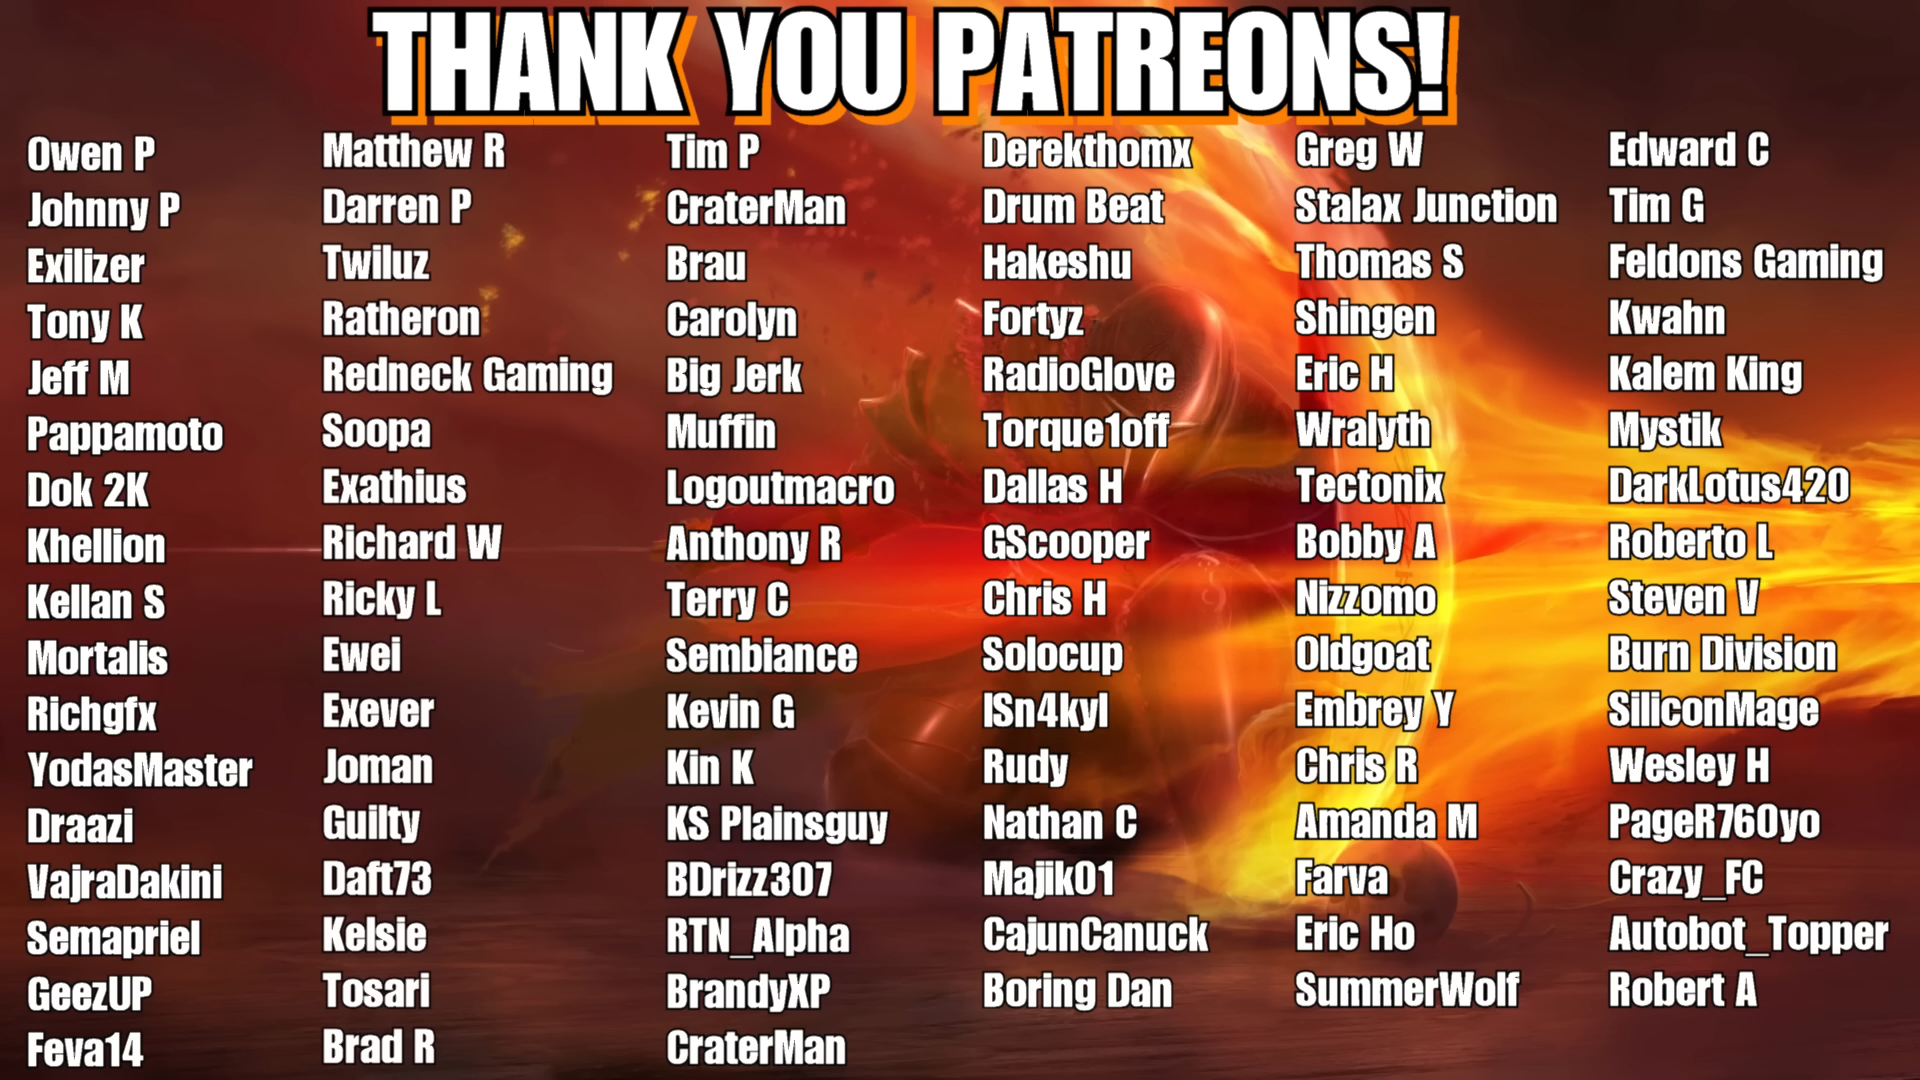 THANK YOU PATREONS!
Owen P
Johnny P
Exilizer
Tony K
Jeff M
Pappamoto
Dok 2K
Khellion
Kellan S
Mortalis
Richgfx
YodasMaster
Draazi
VajraDakini
Semapriel
GeezUP
Feva14
Matthew R
Darren P
Twiluz
Ratheron
Redneck Gaming
Soopa
Exathius
Richard W
Ricky L
Ewei
Exever
Joman
Guilty
Daft73
Kelsie
Tosari
Brad R
Tim P
CraterMan
Brau
Carolyn
Big Jerk
Muffin
Logoutmacro
Anthony R
Terry C
Sembiance
Kevin G
Kin K
KS Plainsguy
BDrizz307
RTN_Alpha
BrandyXP
CraterMan
Derekthomx
Drum Beat
Hakeshu
Fortyz
RadioGlove
Torque1off
Dallas H
GScooper
Chris H
Solocup
ISn4kyl
Rudy
Nathan C
Majik01
CajunCanuck
Boring Dan
Greg W
Stalax Junction
Thomas S
Shingen
Eric H
Wralyth
Tectonix
Bobby A
Nizzomo
Oldgoat
Embrey Y
Chris R
Amanda M
Farva
Eric Ho
SummerWolf
Edward C
Tim G
Feldons Gaming
Kwahn
Kalem King
Mystik
DarkLotus420
Roberto L
Steven V
Burn Division
SiliconMage
Wesley H
PageR760yo
Crazy_FC
Autobot_Topper
Robert A